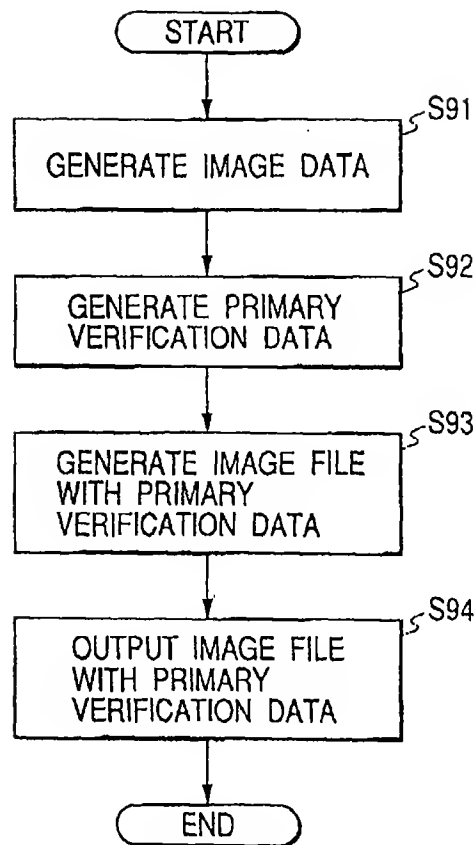 START
S91
GENERATE IMAGE DATA
S92
GENERATE PRIMARY
VERIFICATION DATA
S93
GENERATE IMAGE FILE
WITH PRIMARY
VERIFICATION DATA
S94
OUTPUT IMAGE FILE
WITH PRIMARY
VERIFICATION DATA
END